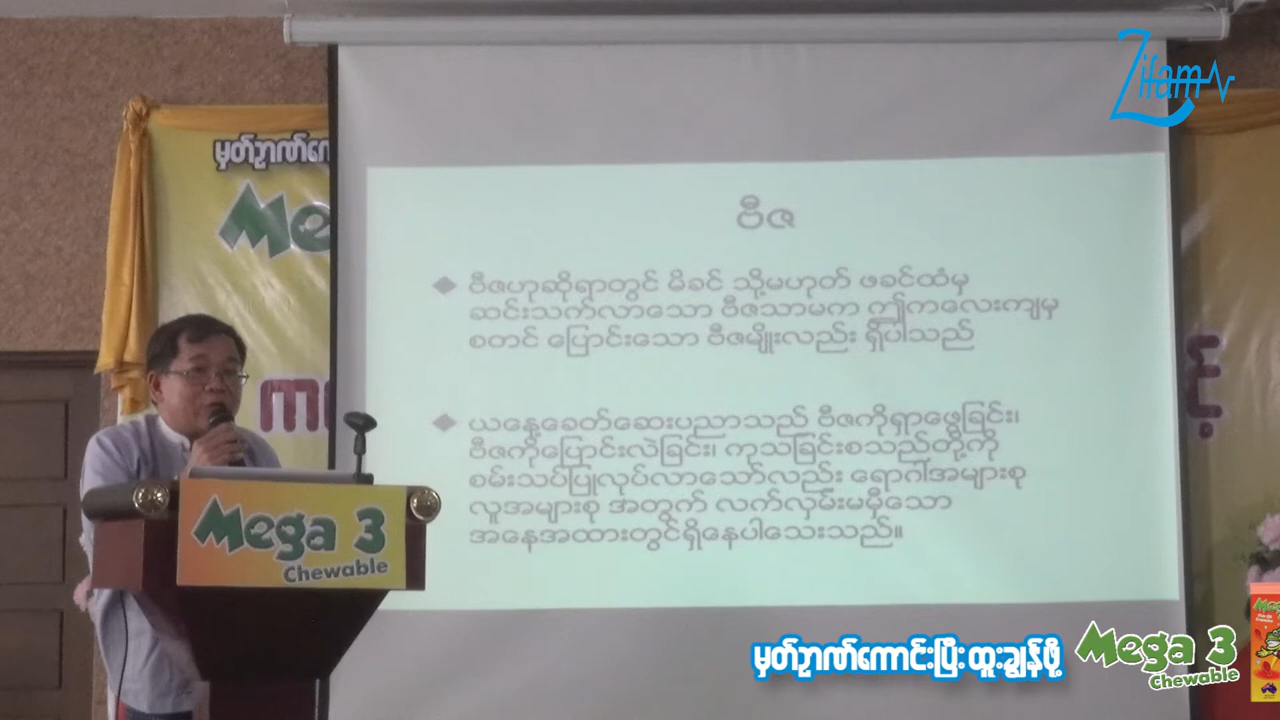 Zifam
မှတ်ဉာဏ်ကေ
Me
ဗီဇ
ဗီဇဟုဆိုရာတွင် မိခင် သို့မဟုတ် ဖခင်ထံမှ
ဆင်းသက်လာသော ဗီဇသာမက ဤကလေးကျမှ
စတင် ပြောင်းသော ဗီဇမျိုးလည်း ရှိပါသည်
ယနေ့ခေတ်ဆေးပညာသည် ဗီဇကိုရှာဖွေခြင်း၊
ဗီဇကိုပြောင်းလဲခြင်း၊ ကုသခြင်းစသည်တို့ကို
စမ်းသပ်ပြုလုပ်လာသော်လည်း ရောဂါအများစု
လူအများစု အတွက် လက်လှမ်းမမှီသော
အနေအထားတွင်ရှိနေပါသေးသည်။
Mega 3
Chewable
မှတ်ဉာဏ်ကောင်းပြီး ထူးချွန်ဖို့
Mega 3
Chewable